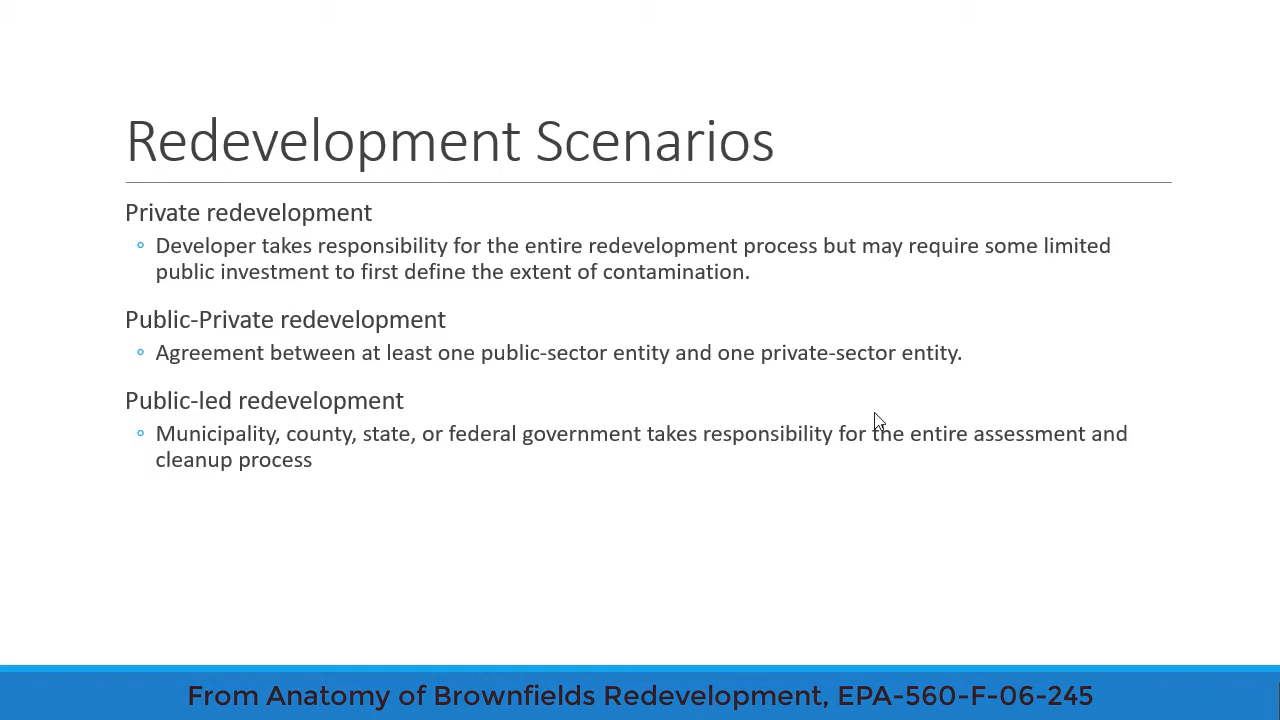 Redevelopment Scenarios
Private redevelopment
Developer takes responsibility for the entire redevelopment process but may require some limited
public investment to first define the extent of contamination.
Public-Private redevelopment
Agreement between at least one public-sector entity and one private-sector entity.
Public-led redevelopment
Municipality, county, state, or federal government takes responsibility for the entire assessment and
cleanup process
From Anatomy of Brownfields Redevelopment, EPA-560-F-06-245